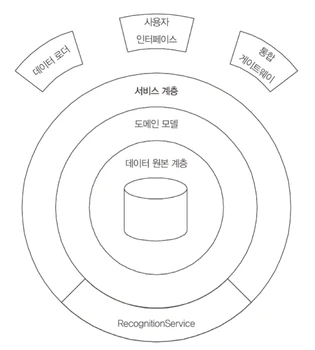 데이터 로더
사용자
인터페이스
통합
게이트웨이
서비스 계층
도메인 모델
데이터 원본 계층
RecognitionService